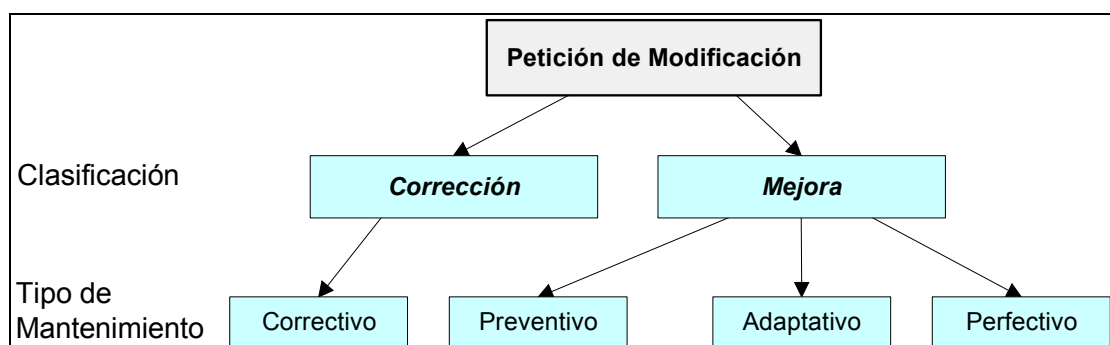 Petición de Modificación
Clasificación
Corrección
Mejora
Tipo de
Mantenimiento
Correctivo
Preventivo
Adaptativo
Perfectivo